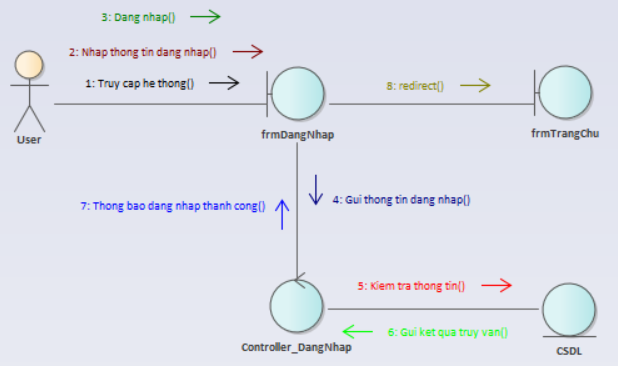 3: Dang nhap()
2: Nhap thong tin dang nhap()
1: Truy cap he thong()
8: redirect()
User
frmDangNhap
frmTrangChu
7: Thong bao dang nhap thanh cong()
4: Gui thong tin dang nhap()
5: Kiem tra thong tin()
6: Gui ket qua truy van()
Controller_DangNhap
CSDL